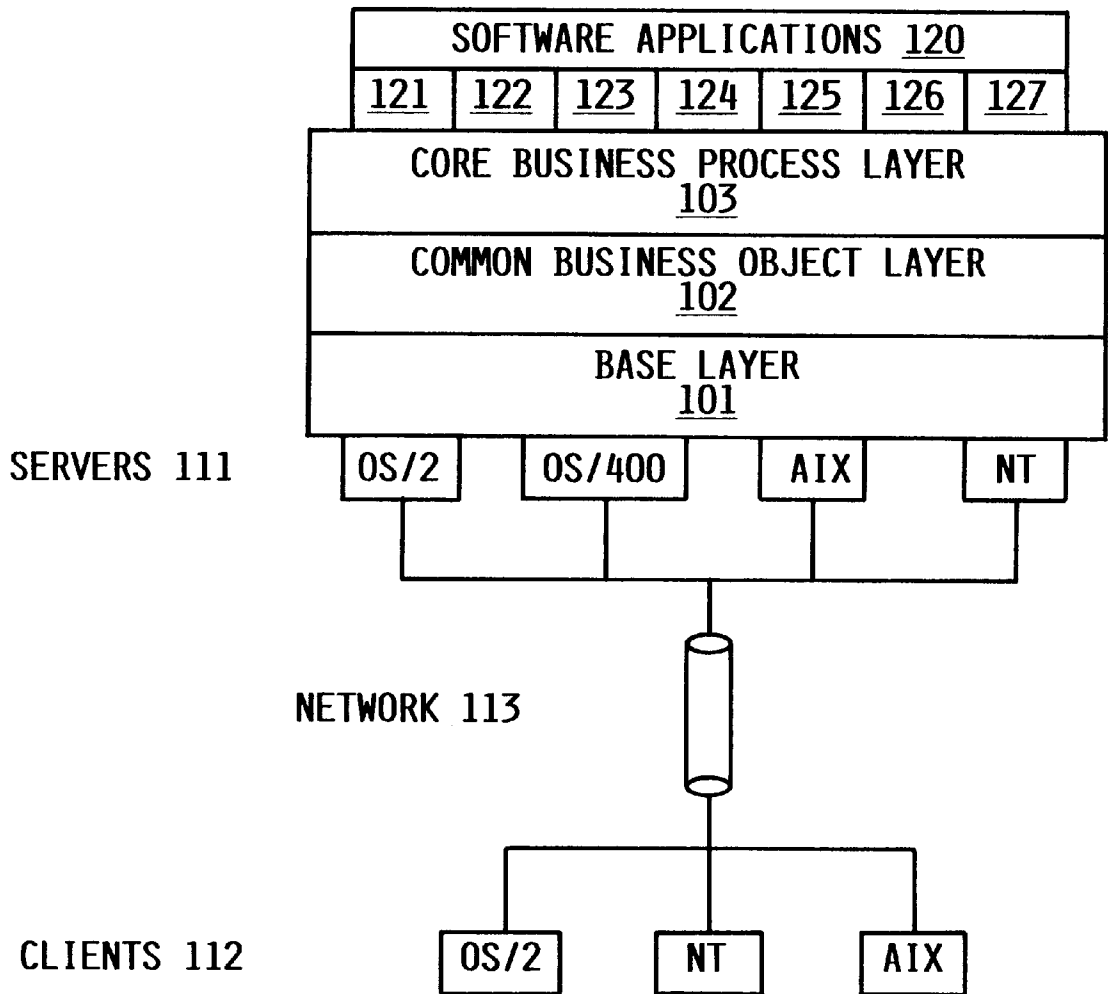 SOFTWARE APPLICATIONS 120
121 122 123 124 125 126 127
CORE BUSINESS PROCESS LAYER
103
COMMON BUSINESS OBJECT LAYER
102
BASE LAYER
101
SERVERS 111 OS/2 OS/400 AIX NT
NETWORK 113
CLIENTS 112 OS/2 NT AIX